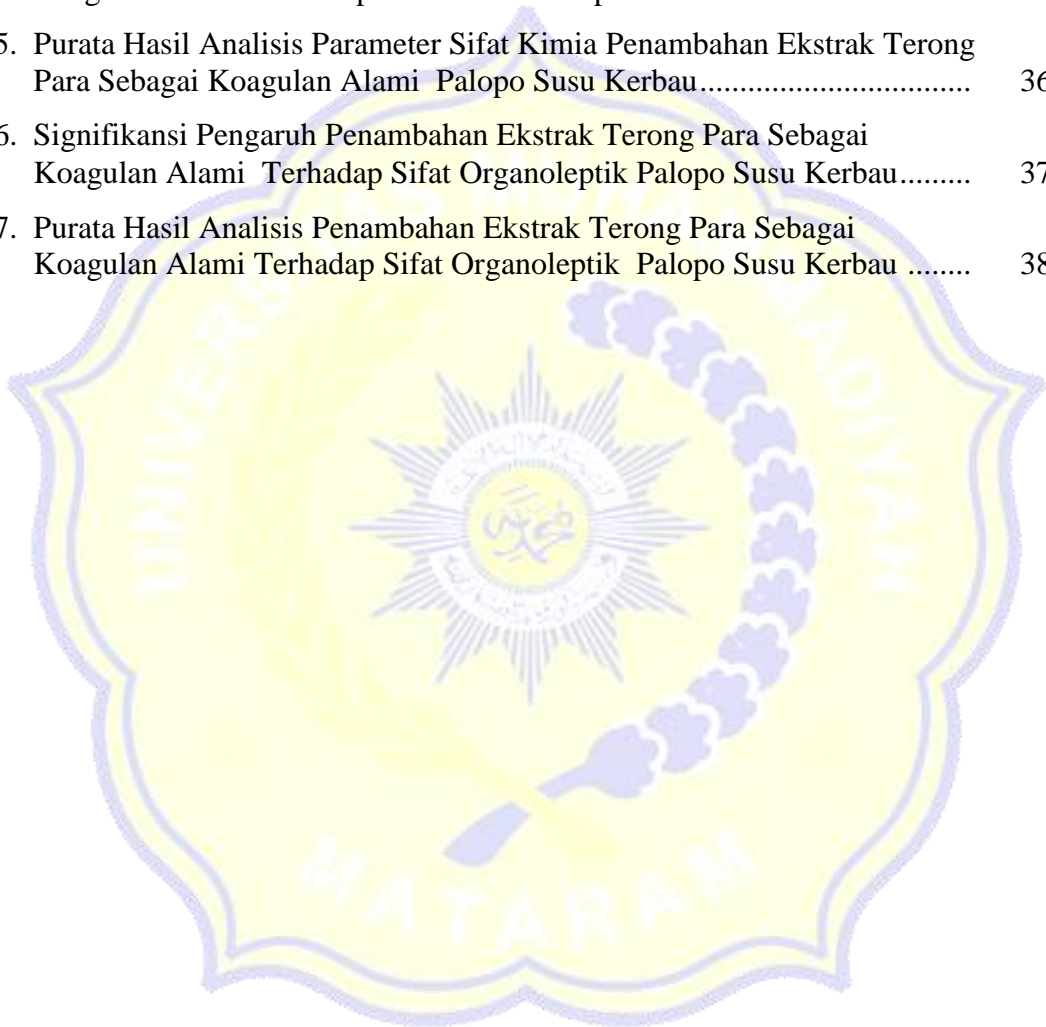 5. Purata Hasil Analisis Parameter Sifat Kimia Penambahan Ekstrak Terong
Para Sebagai Koagulan Alami Palopo Susu Kerbau................................. 36
6. Signifikansi Pengaruh Penambahan Ekstrak Terong Para Sebagai
Koagulan Alami Terhadap Sifat Organoleptik Palopo Susu Kerbau......... 37
7. Purata Hasil Analisis Penambahan Ekstrak Terong Para Sebagai
Koagulan Alami Terhadap Sifat Organoleptik Palopo Susu Kerbau ........ 38
UNIVERSITAS MUHAMMADIYAH
محمد
MATARAM